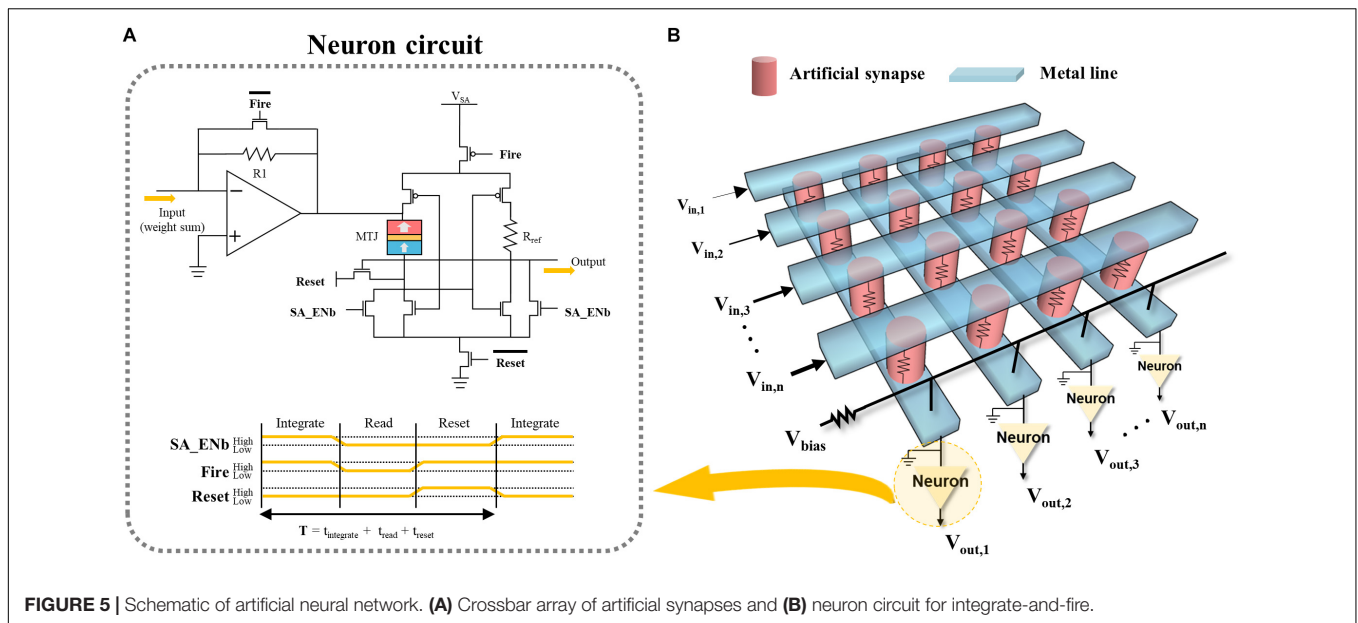 A
Neuron circuit
Fire
R1
Input
(weight sum)
V_SA
Fire
MTJ
R_ref
Output
Reset
SA_ENb
SA_ENb
Reset
Integrate Read Reset Integrate
SA_ENb High Low
Fire High Low
Reset High Low
T = t_integrate + t_read + t_reset
B
Artificial synapse
Metal line
V_in,1
V_in,2
V_in,3
V_in,n
V_bias
Neuron
Neuron
Neuron
Neuron
V_out,1
V_out,2
V_out,3
V_out,n
FIGURE 5 | Schematic of artificial neural network. (A) Crossbar array of artificial synapses and (B) neuron circuit for integrate-and-fire.